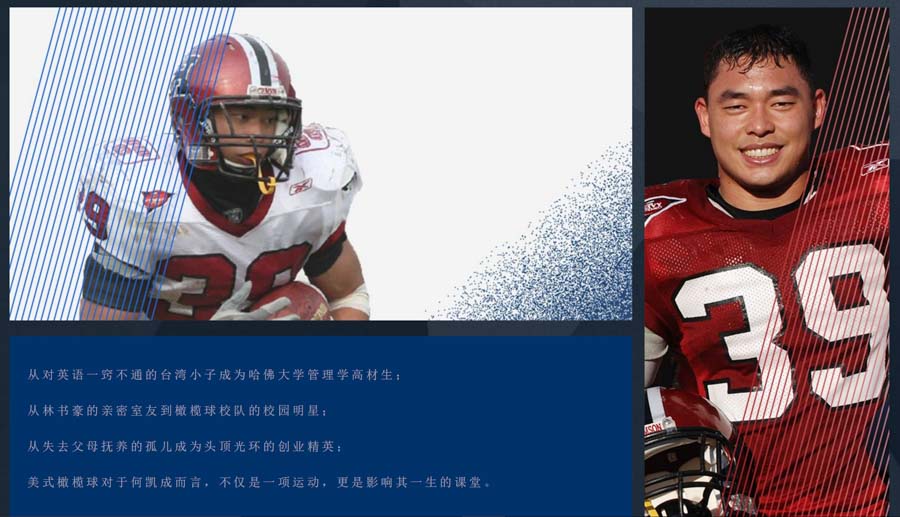 CRIMSON
39
9
39
IVY
从对英语一窍不通的台湾小子成为哈佛大学管理学高材生；
从林书豪的亲密室友到橄榄球校队的校园明星；
从失去父母抚养的孤儿成为头顶光环的创业精英；
美式橄榄球对于何凯成而言，不仅是一项运动，更是影响其一生的课堂。